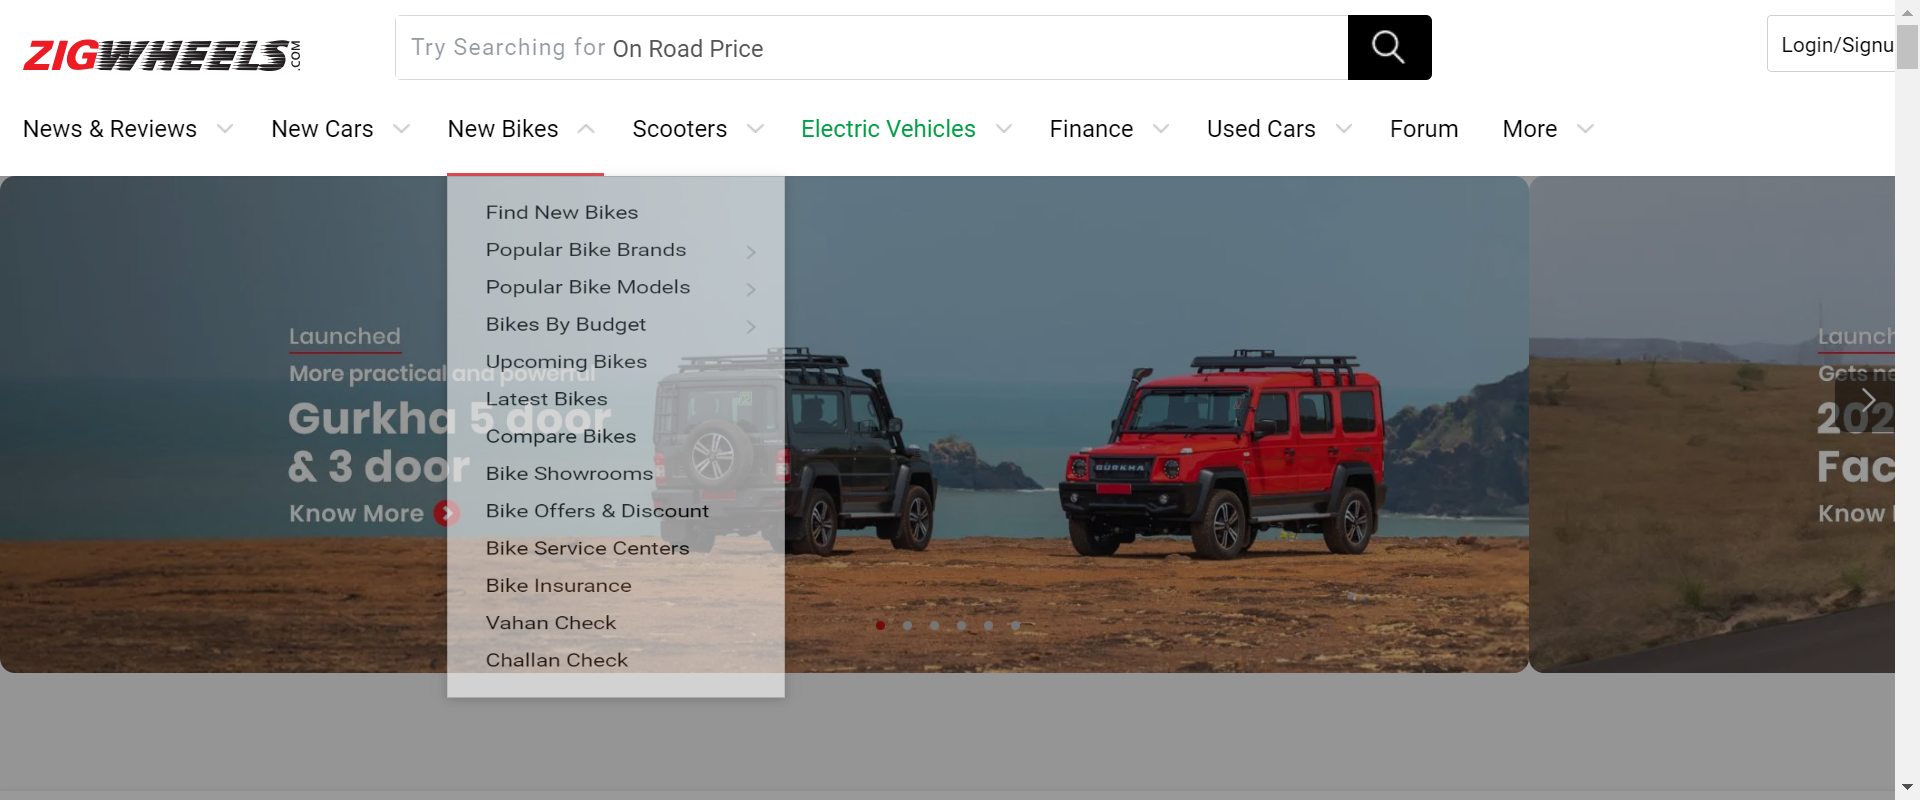 ZIGWHEELS.COM
Try Searching for On Road Price
Login/Signu
News & Reviews New Cars New Bikes Scooters Electric Vehicles Finance Used Cars Forum More
Find New Bikes
Popular Bike Brands
Popular Bike Models
Bikes By Budget
Upcoming Bikes
Latest Bikes
Compare Bikes
Bike Showrooms
Bike Offers & Discount
Bike Service Centers
Bike Insurance
Vahan Check
Challan Check
Launched
More practical and powerful
Gurkha 5 door
& 3 door
Know More
GURKHA
Launch
Gets ne
202
Fac
Know